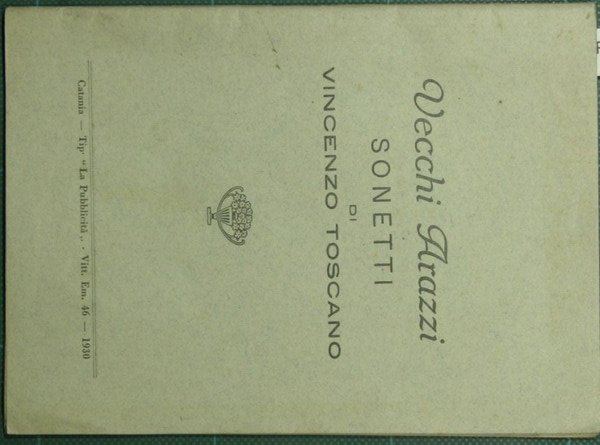 Vecchi Arazzi
SONETTI
DI
VINCENZO TOSCANO
Catania — Tip. "La Pubblicità„ - Vitt. Em. 46 — 1930